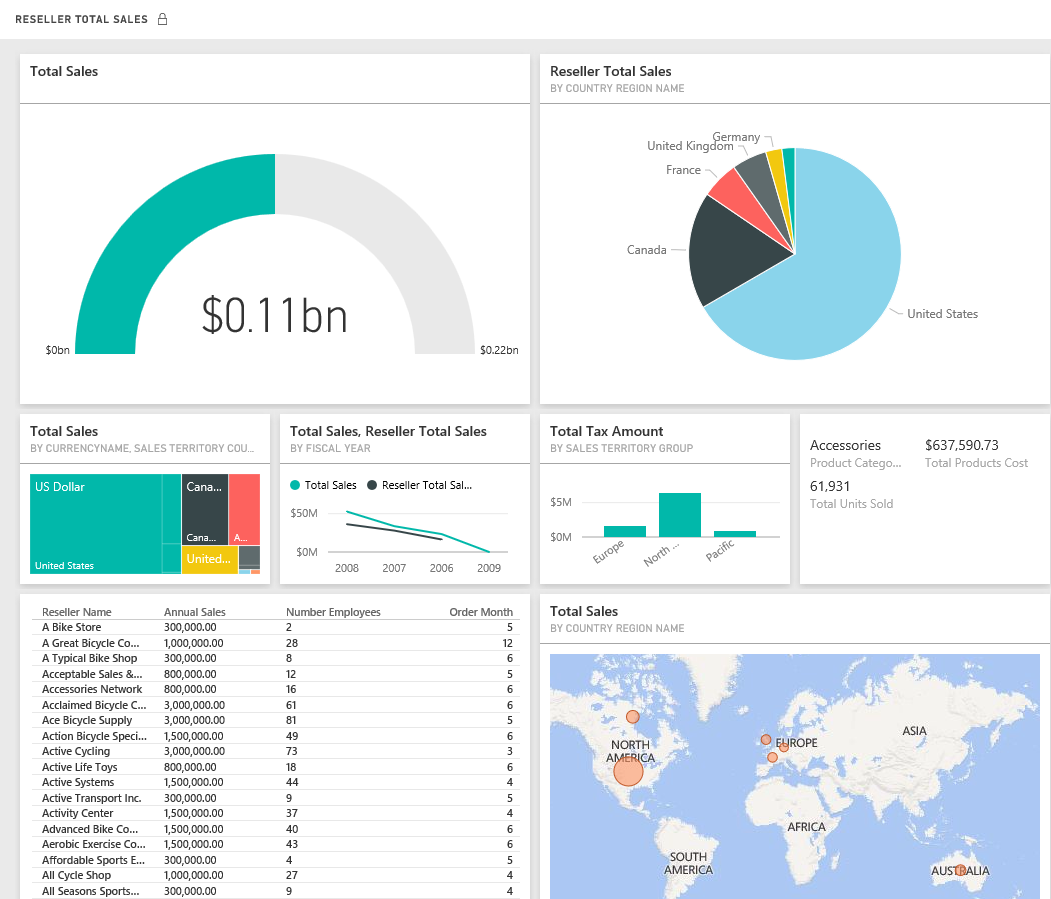 RESELLER TOTAL SALES
Total Sales
$0.11bn
$0bn
$0.22bn
Reseller Total Sales
BY COUNTRY REGION NAME
Germany
United Kingdom
France
Canada
United States
Total Sales
BY CURRENCYNAME, SALES TERRITORY COU...
US Dollar
Cana...
Cana...
A...
United...
United States
Total Sales, Reseller Total Sales
BY FISCAL YEAR
Total Sales Reseller Total Sal...
$50M
$0M
2008 2007 2006 2009
Total Tax Amount
BY SALES TERRITORY GROUP
$5M
$0M
Europe North ... Pacific
Accessories $637,590.73
Product Catego... Total Products Cost
61,931
Total Units Sold
Reseller Name Annual Sales Number Employees Order Month
A Bike Store 300,000.00 2 5
A Great Bicycle Co... 1,000,000.00 28 12
A Typical Bike Shop 300,000.00 8 6
Acceptable Sales &... 800,000.00 12 5
Accessories Network 800,000.00 16 6
Acclaimed Bicycle C... 3,000,000.00 61 6
Ace Bicycle Supply 3,000,000.00 81 5
Action Bicycle Speci... 1,500,000.00 49 6
Active Cycling 3,000,000.00 73 3
Active Life Toys 800,000.00 18 6
Active Systems 1,500,000.00 44 4
Active Transport Inc. 300,000.00 9 5
Activity Center 1,500,000.00 37 4
Advanced Bike Co... 1,500,000.00 40 6
Aerobic Exercise Co... 1,500,000.00 43 6
Affordable Sports E... 300,000.00 4 5
All Cycle Shop 1,000,000.00 27 4
All Seasons Sports... 300,000.00 9 4
Total Sales
BY COUNTRY REGION NAME
NORTH
AMERICA
EUROPE
ASIA
AFRICA
SOUTH
AMERICA
AUSTRALIA